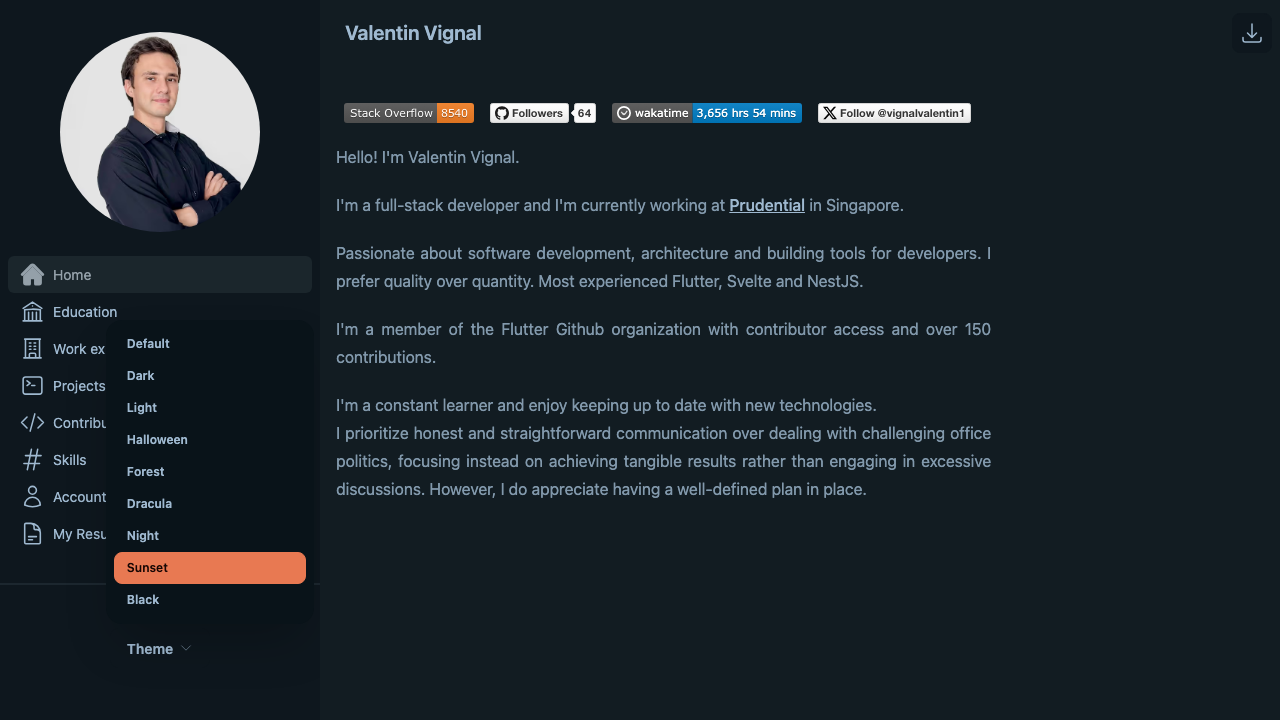 Valentin Vignal
Stack Overflow 8540
Followers 64
wakatime 3,656 hrs 54 mins
Follow @vignalvalentin1
Hello! I'm Valentin Vignal.
I'm a full-stack developer and I'm currently working at Prudential in Singapore.
Passionate about software development, architecture and building tools for developers. I
prefer quality over quantity. Most experienced Flutter, Svelte and NestJS.
I'm a member of the Flutter Github organization with contributor access and over 150
contributions.
I'm a constant learner and enjoy keeping up to date with new technologies.
I prioritize honest and straightforward communication over dealing with challenging office
politics, focusing instead on achieving tangible results rather than engaging in excessive
discussions. However, I do appreciate having a well-defined plan in place.
Home
Education
Work ex
Projects
Contribu
Skills
Account
My Resu
Default
Dark
Light
Halloween
Forest
Dracula
Night
Sunset
Black
Theme